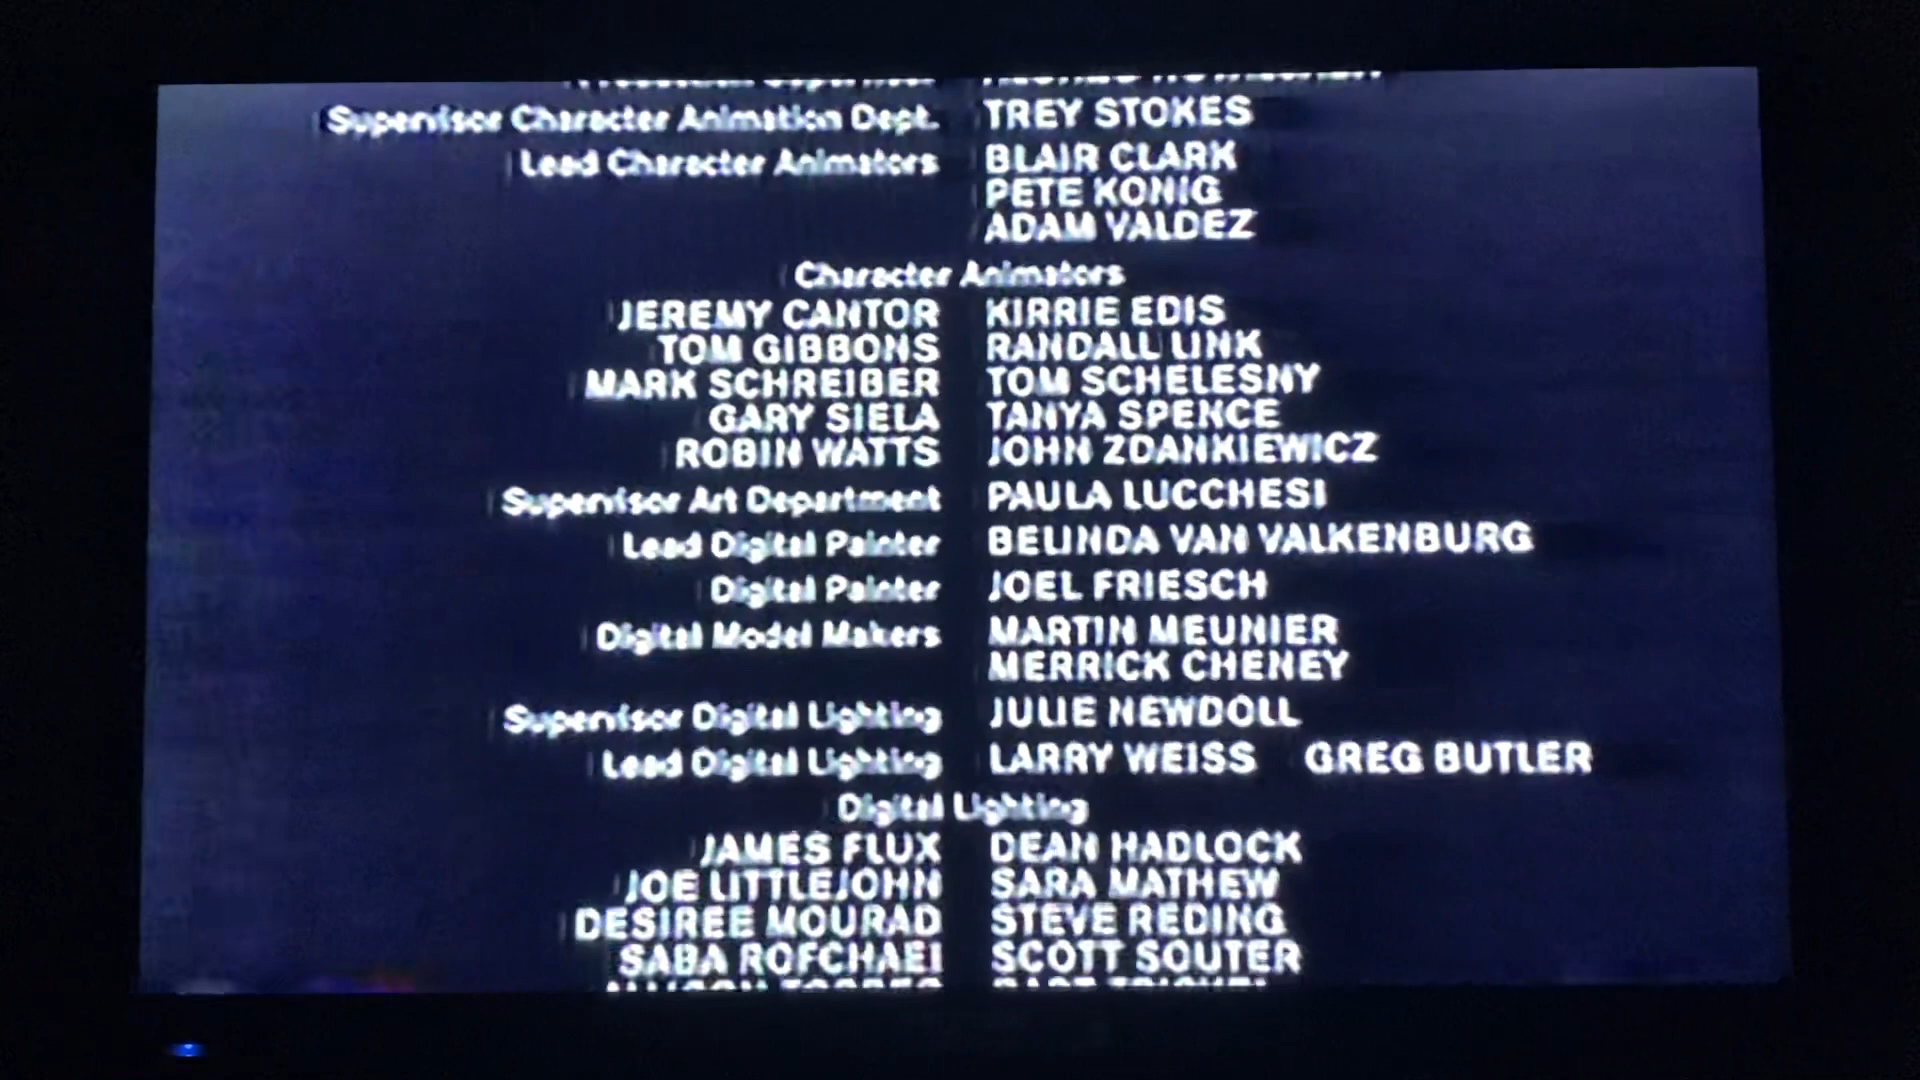 Supervisor Character Animation Dept. TREY STOKES
Lead Character Animators BLAIR CLARK
PETE KONIG
ADAM VALDEZ
Character Animators
JEREMY CANTOR KIRRIE EDIS
TOM GIBBONS RANDALL LINK
MARK SCHREIBER TOM SCHELESNY
GARY SIELA TANYA SPENCE
ROBIN WATTS JOHN ZDANKIEWICZ
Supervisor Art Department PAULA LUCCHESI
Lead Digital Painter BELINDA VAN VALKENBURG
Digital Painter JOEL FRIESCH
Digital Model Makers MARTIN MEUNIER
MERRICK CHENEY
Supervisor Digital Lighting JULIE NEWDOLL
Lead Digital Lighting LARRY WEISS GREG BUTLER
Digital Lighting
JAMES FLUX DEAN HADLOCK
JOE LITTLEJOHN SARA MATHEW
DESIREE MOURAD STEVE REDING
SABA ROFCHAEI SCOTT SOUTER